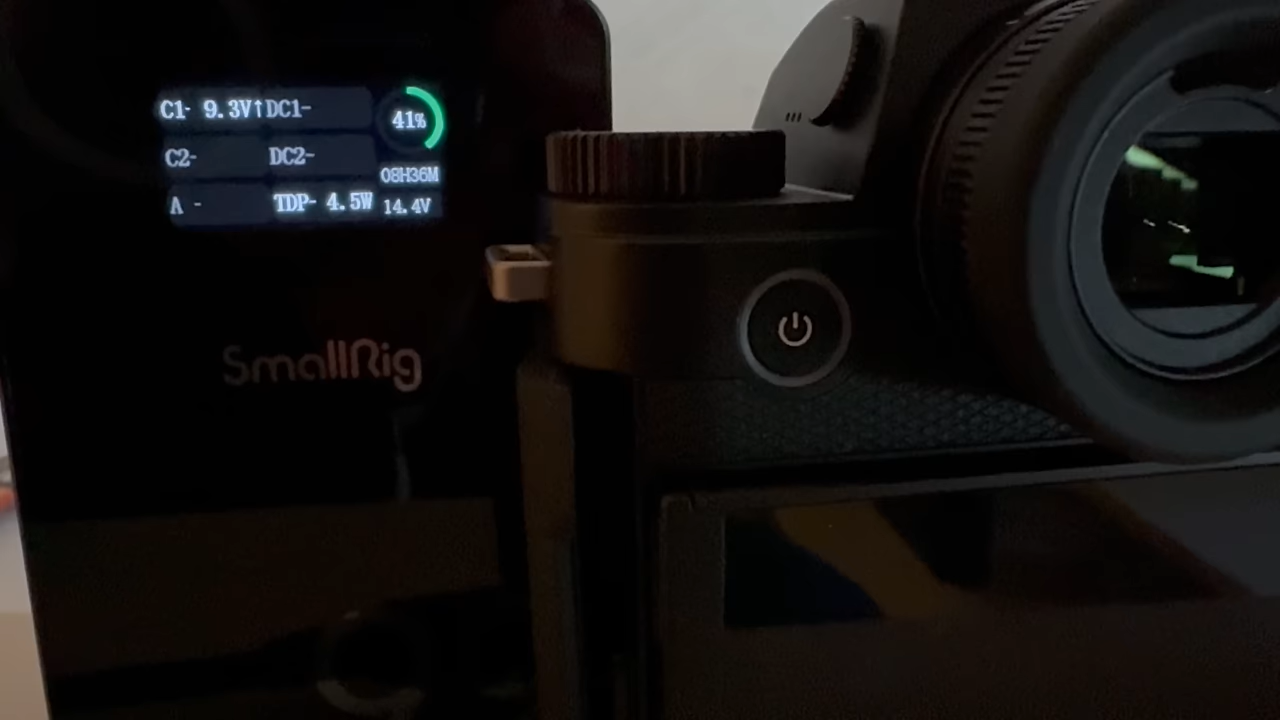 C1- 9.3V↑ DC1-
41%
C2- DC2-
08H36M
A - TDP- 4.5W 14.4V
SmallRig